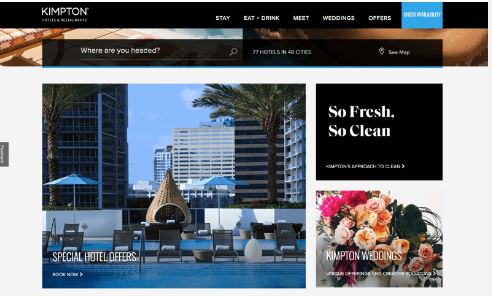 KIMPTON
HOTELS & RESTAURANTS
STAY
EAT + DRINK
MEET
WEDDINGS
OFFERS
CHECK AVAILABILITY
Where are you headed?
77 HOTELS IN 48 CITIES
See Map
So Fresh,
So Clean
KIMPTON'S APPROACH TO CLEAN >
SPECIAL HOTEL OFFERS
BOOK NOW >
KIMPTON WEDDINGS
UNIQUE OFFERINGS AND CREATIVE SOLUTIONS >